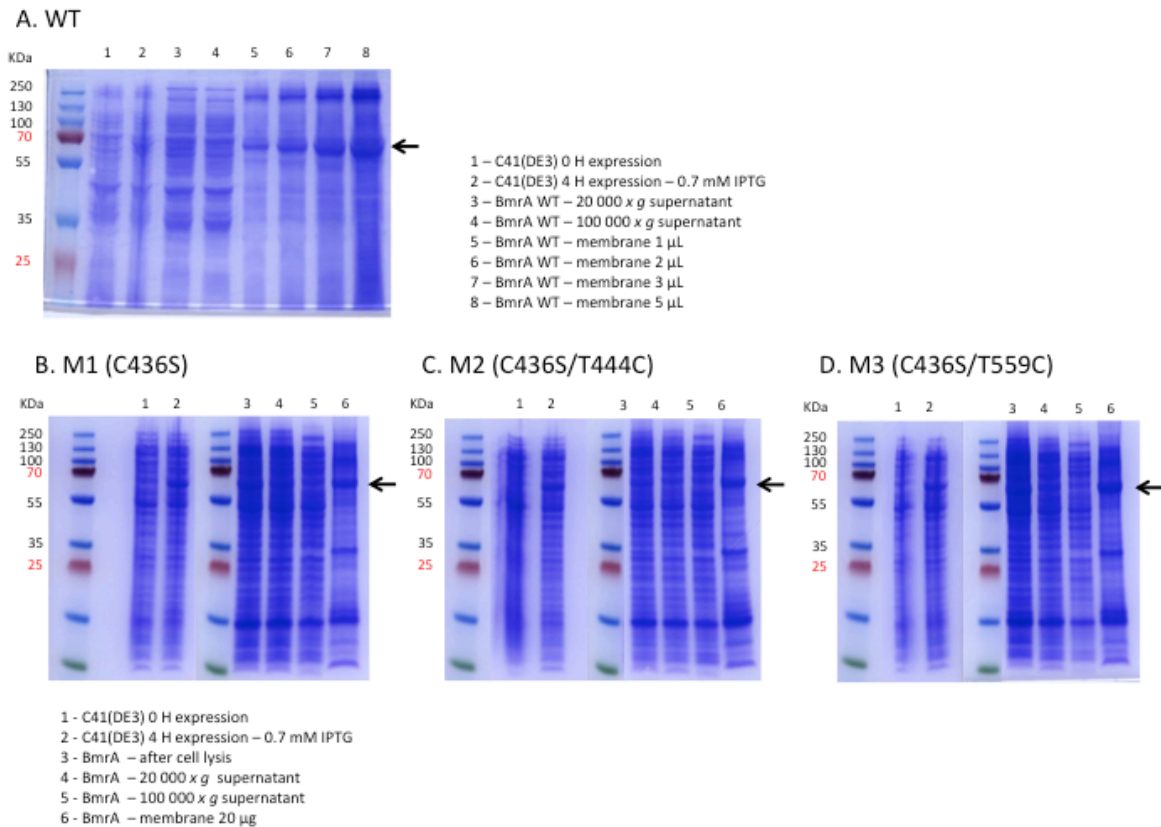 A. WT
KDa 1 2 3 4 5 6 7 8
250
130
100
70
55
35
25
1 – C41(DE3) 0 H expression
2 – C41(DE3) 4 H expression – 0.7 mM IPTG
3 – BmrA WT – 20 000 x g supernatant
4 – BmrA WT – 100 000 x g supernatant
5 – BmrA WT – membrane 1 µL
6 – BmrA WT – membrane 2 µL
7 – BmrA WT – membrane 3 µL
8 – BmrA WT – membrane 5 µL
B. M1 (C436S)
KDa 1 2 3 4 5 6
250
130
100
70
55
35
25
C. M2 (C436S/T444C)
KDa 1 2 3 4 5 6
250
130
100
70
55
35
25
D. M3 (C436S/T559C)
KDa 1 2 3 4 5 6
250
130
100
70
55
35
25
1 - C41(DE3) 0 H expression
2 - C41(DE3) 4 H expression – 0.7 mM IPTG
3 - BmrA – after cell lysis
4 - BmrA – 20 000 x g supernatant
5 - BmrA – 100 000 x g supernatant
6 - BmrA – membrane 20 µg